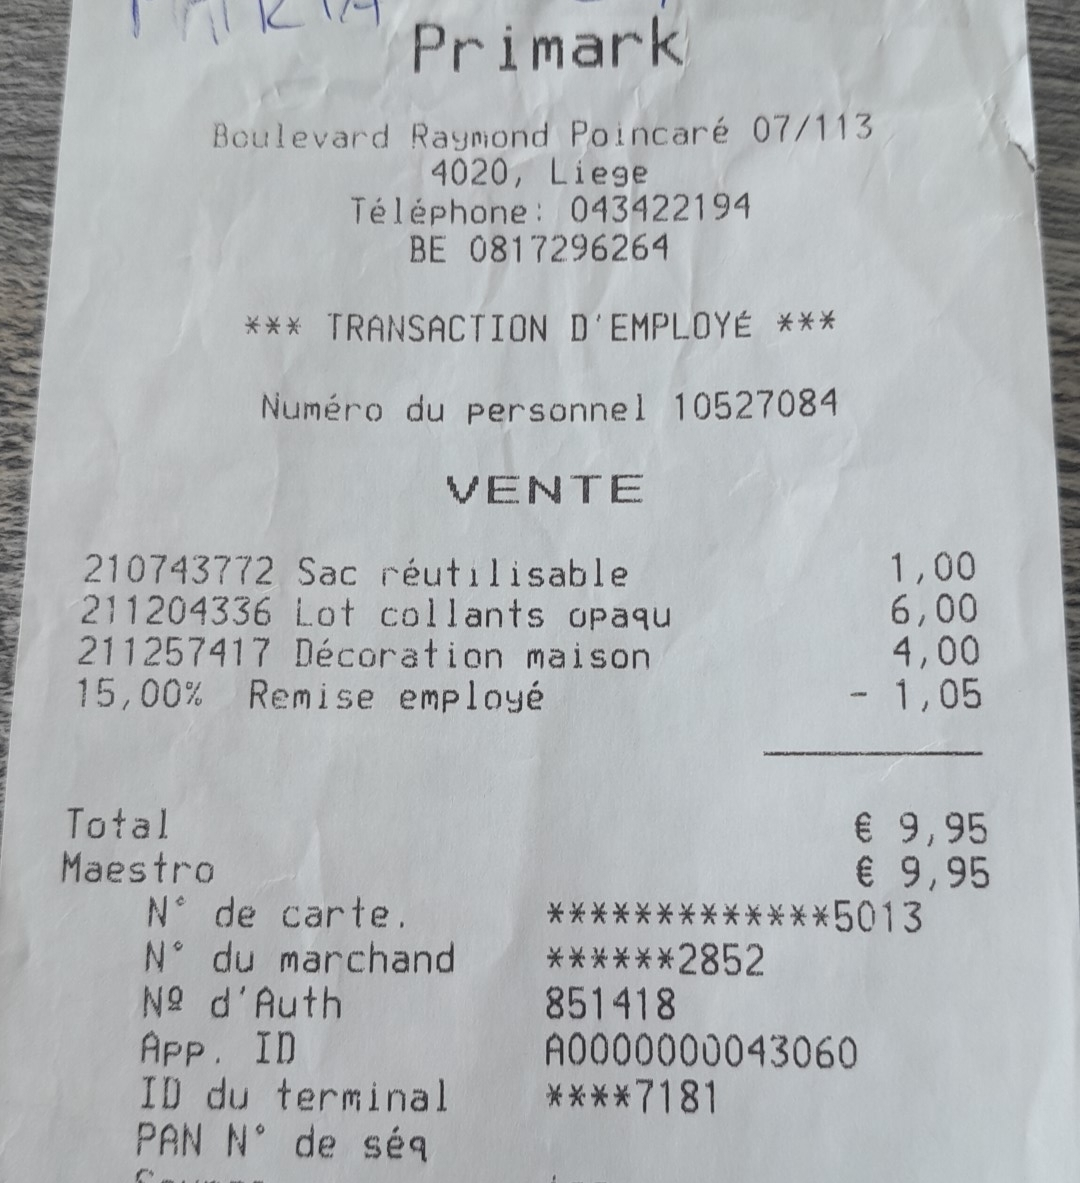 MARIA
Primark
Boulevard Raymond Poincaré 07/113
4020, Liege
Téléphone: 043422194
BE 0817296264
*** TRANSACTION D'EMPLOYÉ ***
Numéro du personnel 10527084
VENTE
210743772 Sac réutilisable 1,00
211204336 Lot collants opaqu 6,00
211257417 Décoration maison 4,00
15,00% Remise employé - 1,05
Total € 9,95
Maestro € 9,95
N° de carte. *************5013
N° du marchand ******2852
Nº d'Auth 851418
App. ID A0000000043060
ID du terminal ****7181
PAN N° de séq